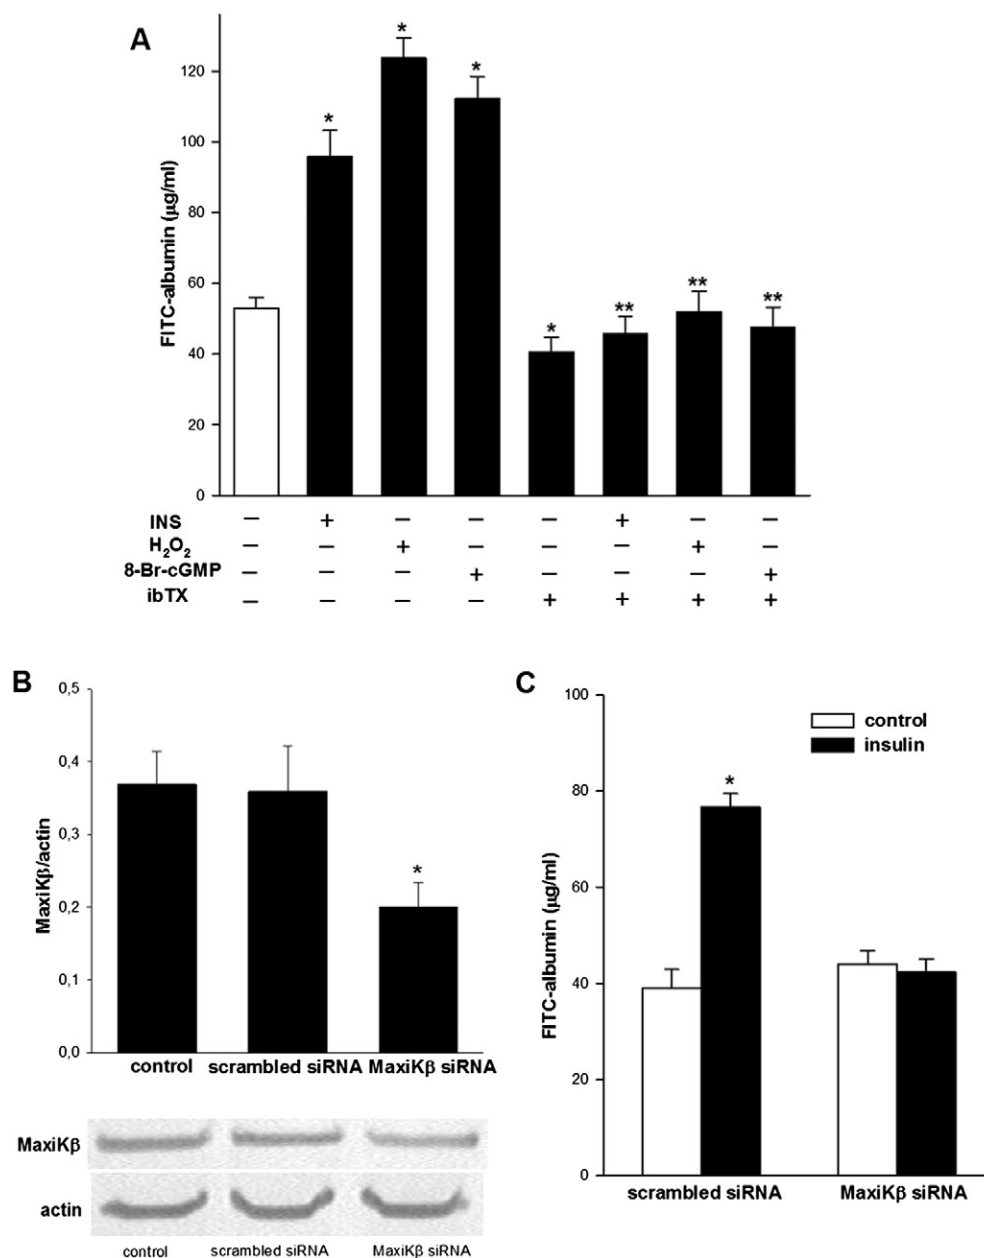 A
FITC-albumin (μg/ml)
120
100
80
60
40
20
0
* * * * ** ** **
INS – + – – – + – –
H₂O₂ – – + – – – + –
8-Br-cGMP – – – + – – – +
ibTX – – – – + + + +
B
MaxiKβ/actin
0,5
0,4
0,3
0,2
0,1
0,0
*
control scrambled siRNA MaxiKβ siRNA
MaxiKβ
actin
control scrambled siRNA MaxiKβ siRNA
C
FITC-albumin (μg/ml)
100
80
60
40
20
0
control
insulin
*
scrambled siRNA MaxiKβ siRNA